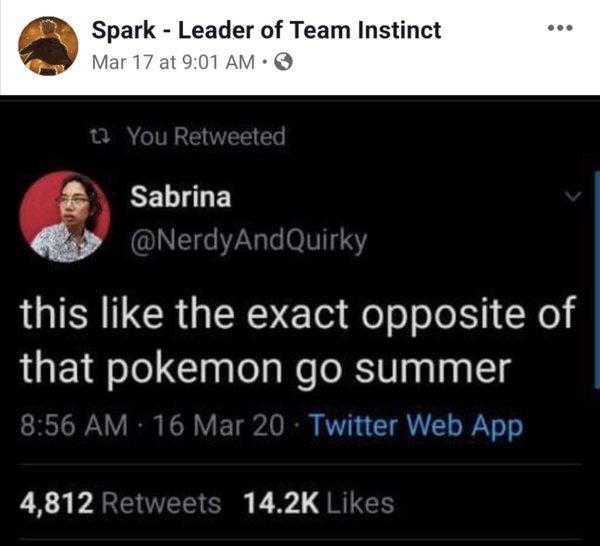 Spark - Leader of Team Instinct
Mar 17 at 9:01 AM •
You Retweeted
Sabrina
@NerdyAndQuirky
this like the exact opposite of
that pokemon go summer
8:56 AM · 16 Mar 20 · Twitter Web App
4,812 Retweets 14.2K Likes